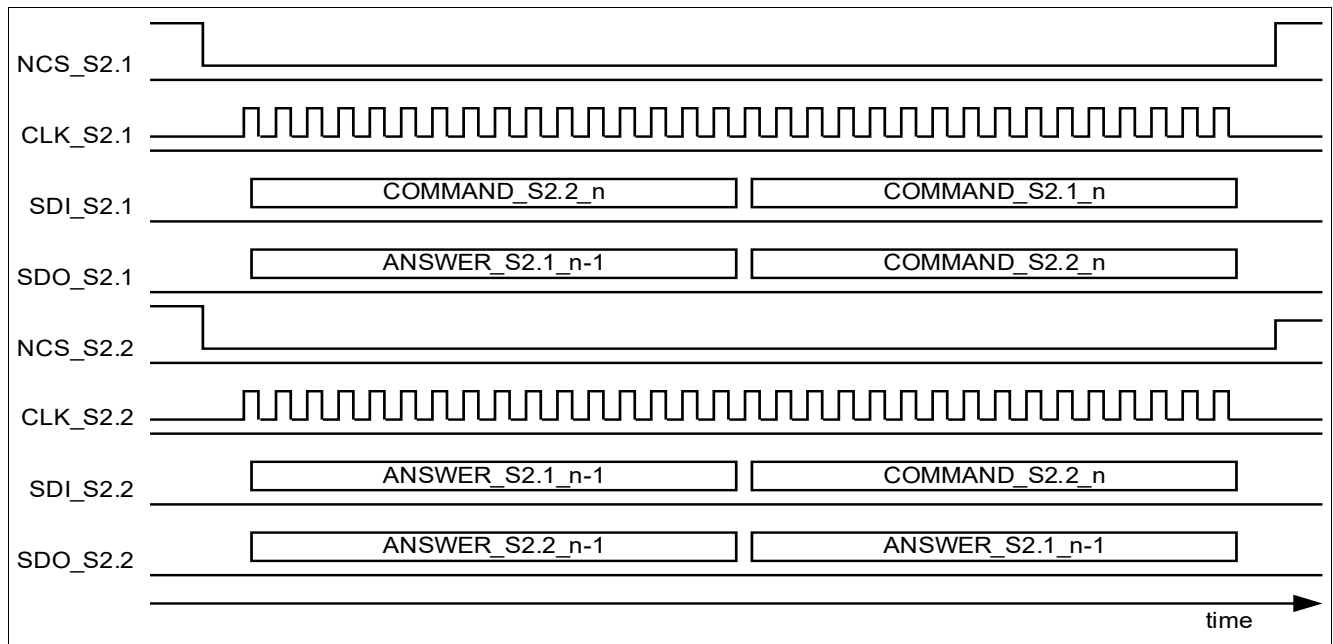 NCS_S2.1
CLK_S2.1
SDI_S2.1 COMMAND_S2.2_n COMMAND_S2.1_n
SDO_S2.1 ANSWER_S2.1_n-1 COMMAND_S2.2_n
NCS_S2.2
CLK_S2.2
SDI_S2.2 ANSWER_S2.1_n-1 COMMAND_S2.2_n
SDO_S2.2 ANSWER_S2.2_n-1 ANSWER_S2.1_n-1
time